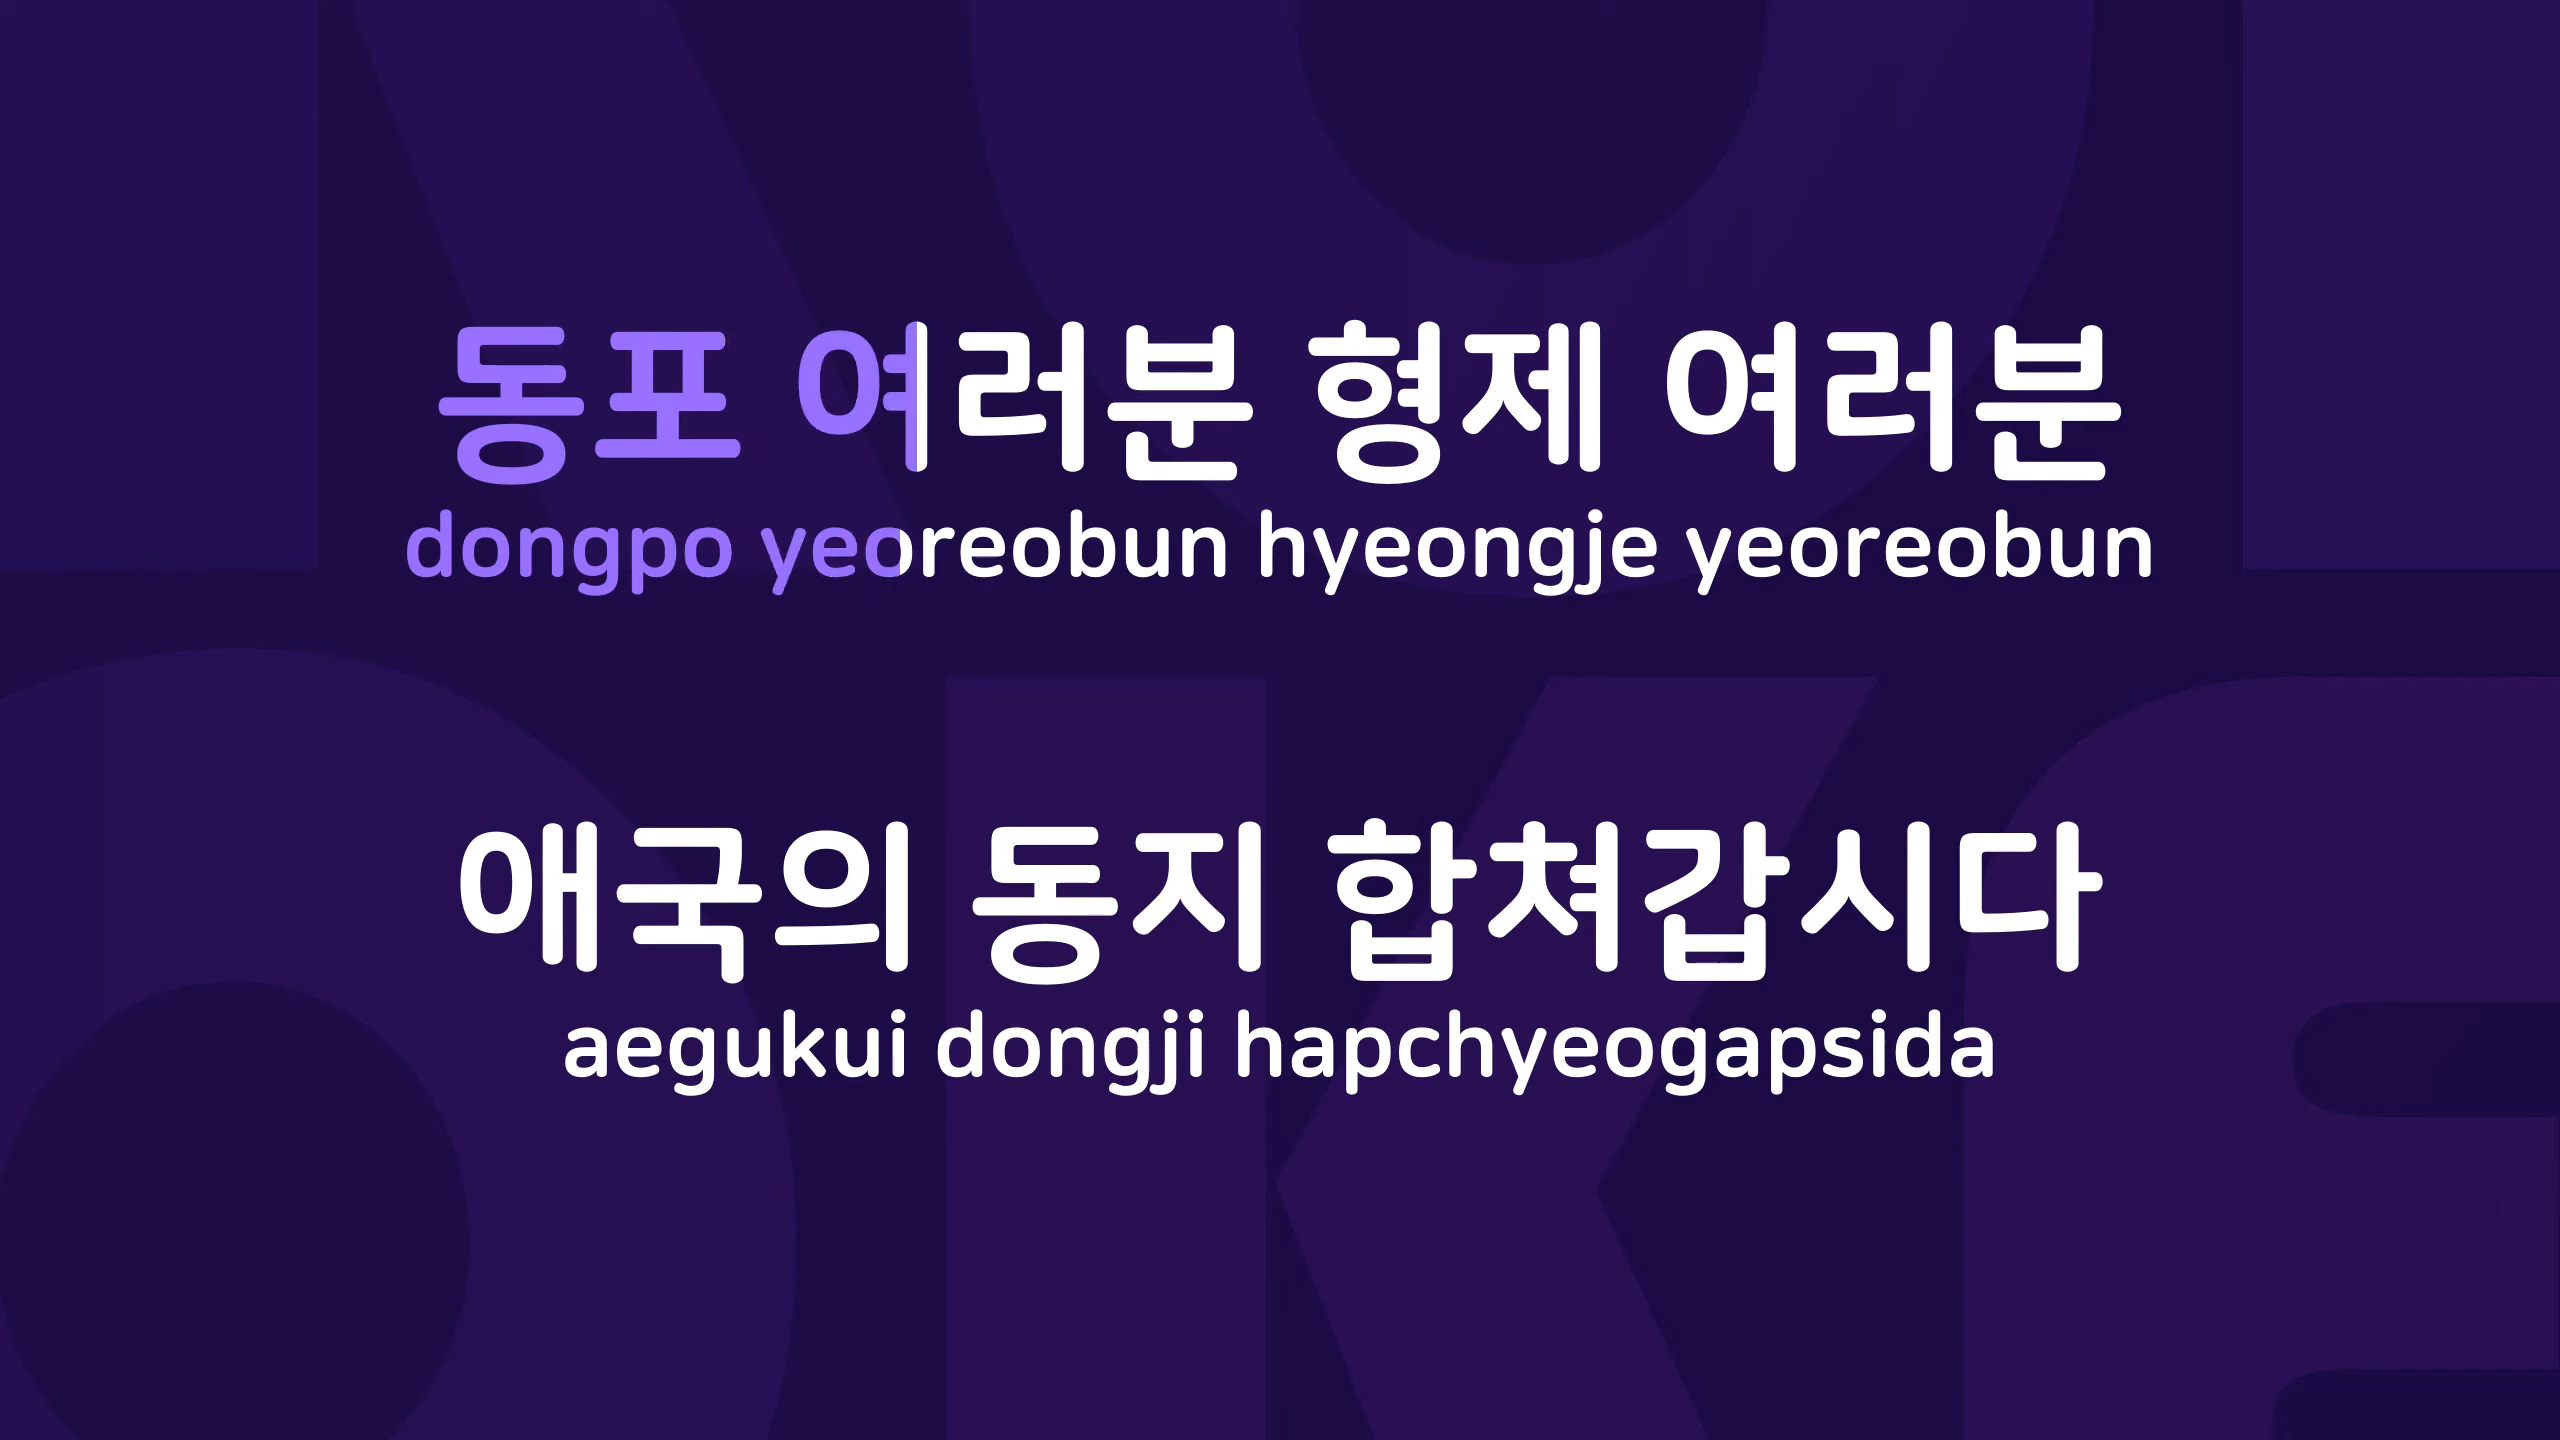 동포 여러분 형제 여러분
dongpo yeoreobun hyeongje yeoreobun
애국의 동지 합쳐갑시다
aegukui dongji hapchyeogapsida